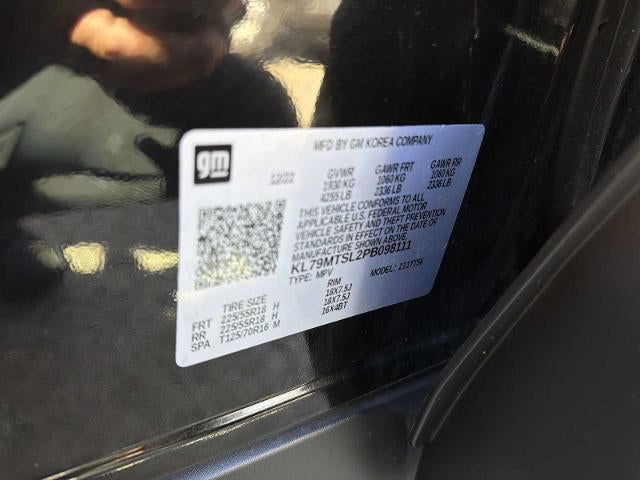 MFD BY GM KOREA COMPANY
gm
12/22 GVWR GAWR FRT GAWR RR
1930 KG 1060 KG 1060 KG
4255 LB 2336 LB 2336 LB
THIS VEHICLE CONFORMS TO ALL
APPLICABLE U.S. FEDERAL MOTOR
VEHICLE SAFETY AND THEFT PREVENTION
STANDARDS IN EFFECT ON DATE OF
MANUFACTURE SHOWN ABOVE
KL79MTSL2PB098111
TYPE: MPV MODEL: 211TTS6
TIRE SIZE RIM
FRT 225/55R18 H 18X7.5J
RR 225/55R18 H 18X7.5J
SPA T125/70R16 M 16X4BT